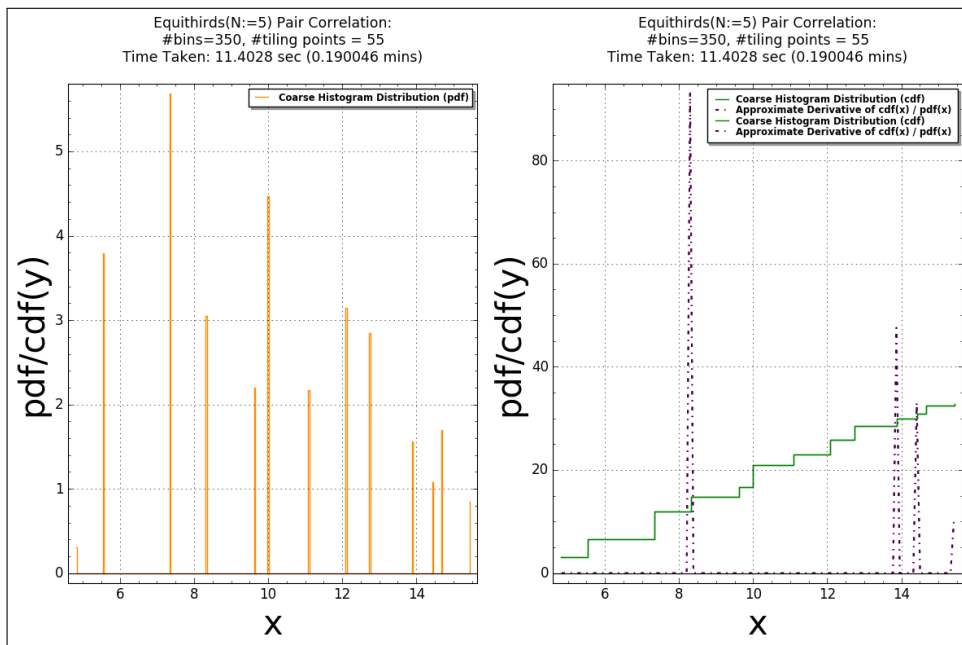 Equithirds(N:=5) Pair Correlation:
#bins=350, #tiling points = 55
Time Taken: 11.4028 sec (0.190046 mins)
Coarse Histogram Distribution (pdf)
pdf/cdf(y)
5
4
3
2
1
0
6
8
10
12
14
x
Equithirds(N:=5) Pair Correlation:
#bins=350, #tiling points = 55
Time Taken: 11.4028 sec (0.190046 mins)
Coarse Histogram Distribution (cdf)
Approximate Derivative of cdf(x) / pdf(x)
Coarse Histogram Distribution (cdf)
Approximate Derivative of cdf(x) / pdf(x)
pdf/cdf(y)
80
60
40
20
0
6
8
10
12
14
x